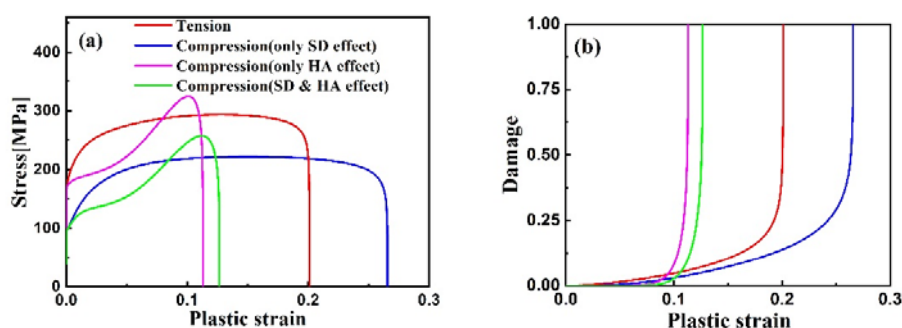 (a)
Tension
Compression(only SD effect)
Compression(only HA effect)
Compression(SD & HA effect)
Stress[MPa]
400
300
200
100
0
0.0
0.1
0.2
0.3
Plastic strain
(b)
Damage
1.00
0.75
0.50
0.25
0.00
0.0
0.1
0.2
0.3
Plastic strain